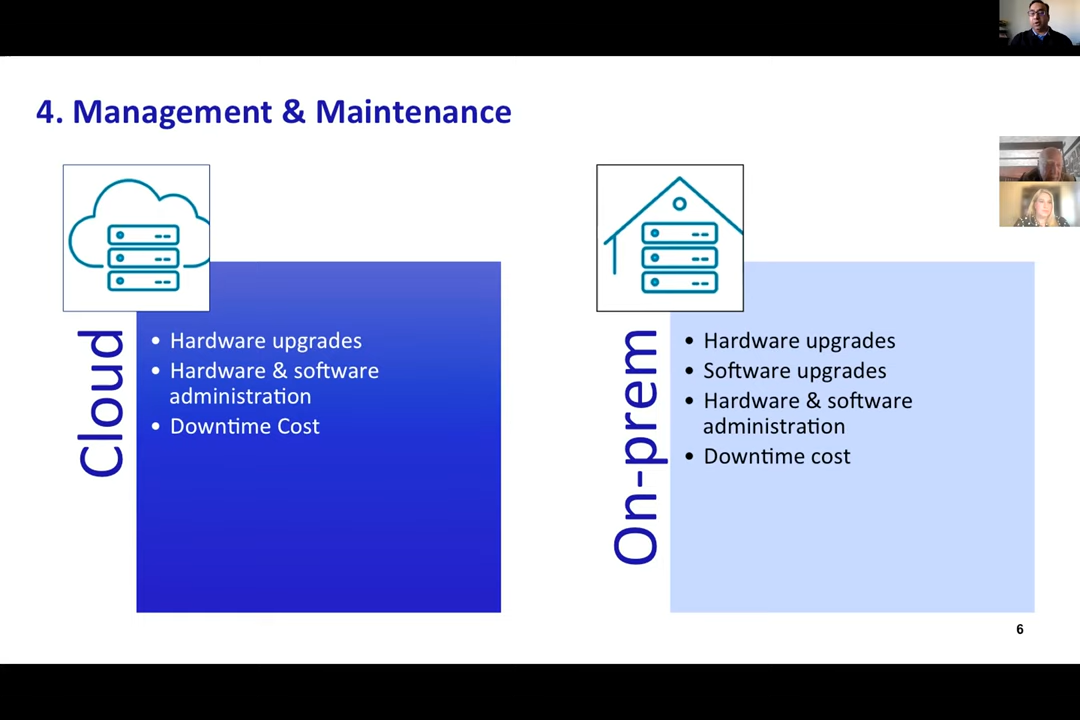 4. Management & Maintenance
Cloud
• Hardware upgrades
• Hardware & software
administration
• Downtime Cost
On-prem
• Hardware upgrades
• Software upgrades
• Hardware & software
administration
• Downtime cost
6